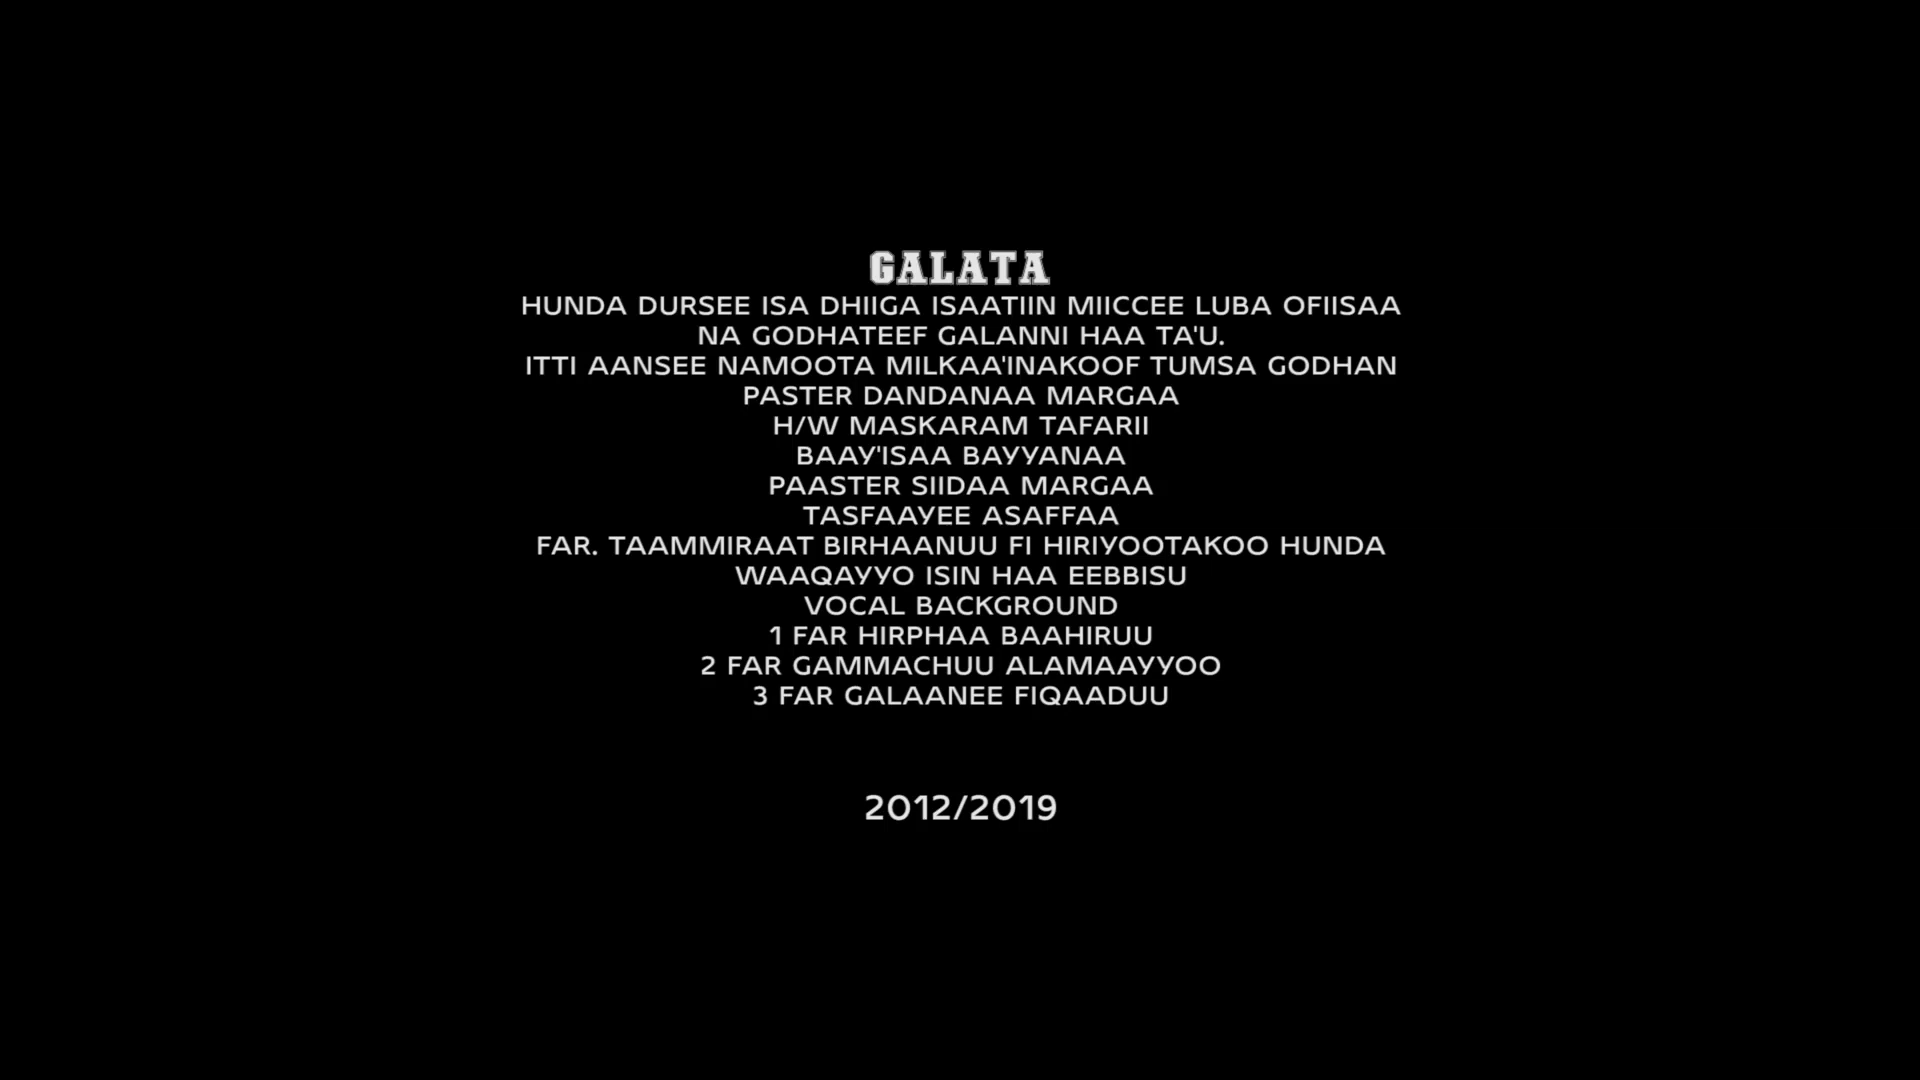 GALATA
HUNDA DURSEE ISA DHIIGA ISAATIIN MIICCEE LUBA OFIISAA
NA GODHATEEF GALANNI HAA TA'U.
ITTI AANSEE NAMOOTA MILKAA'INAKOOF TUMSA GODHAN
PASTER DANDANAA MARGAA
H/W MASKARAM TAFARII
BAAY'ISAA BAYYANAA
PAASTER SIIDAA MARGAA
TASFAAYEE ASAFFAA
FAR. TAAMMIRAAT BIRHAANUU FI HIRIYOOTAKOO HUNDA
WAAQAYYO ISIN HAA EEBBISU
VOCAL BACKGROUND
1 FAR HIRPHAA BAAHIRUU
2 FAR GAMMACHUU ALAMAAYYOO
3 FAR GALAANEE FIQAADUU
2012/2019